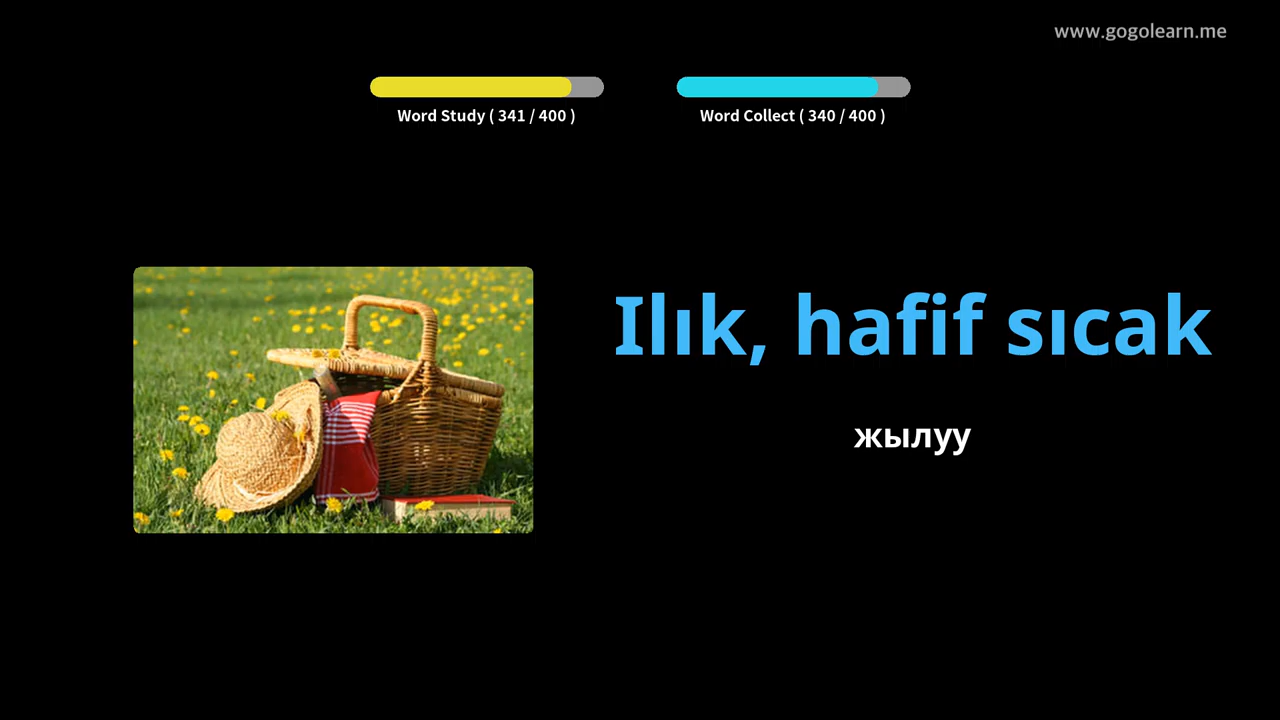 www.gogolearn.me
Word Study ( 341 / 400 )
Word Collect ( 340 / 400 )
Ilık, hafif sıcak
жылуу